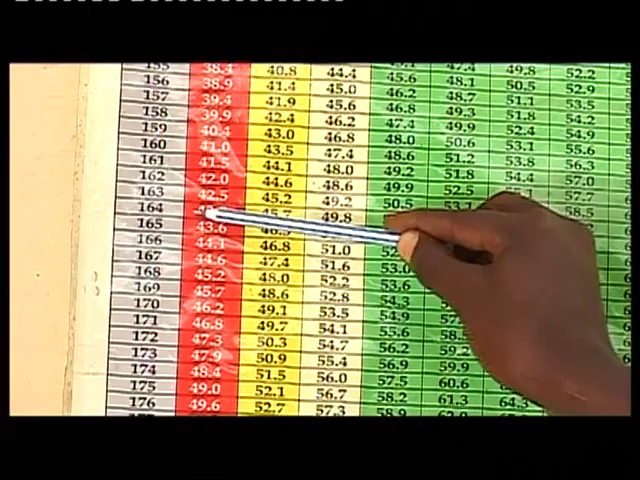 47.4 49.8 52.2
155 38.4 40.8 44.4 45.6 48.1 50.5 52.9
156 38.9 41.4 45.0 46.2 48.7 51.1 53.5
157 39.4 41.9 45.6 46.8 49.3 51.8 54.2
158 39.9 42.4 46.2 47.4 49.9 52.4 54.9
159 40.4 43.0 46.8 48.0 50.6 53.1 55.6
160 41.0 43.5 47.4 48.6 51.2 53.8 56.3
161 41.5 44.1 48.0 49.2 51.8 54.4 57.0
162 42.0 44.6 48.6 49.9 52.5 57.7
163 42.5 45.2 49.2 50.5 53.1 58.5
164 45.7 49.8
165 43.6
166 44.1 46.8 51.0
167 44.6 47.4 51.6 53.0
168 45.2 48.0 52.2 53.6
169 45.7 48.6 52.8 54.3
170 46.2 49.1 53.5 54.9
171 46.8 49.7 54.1 55.6
172 47.3 50.3 54.7 56.2 59.2
173 47.9 50.9 55.4 56.9 59.9
174 48.4 51.5 56.0 57.5 60.6
175 49.0 52.1 56.7 58.2 61.3 64.3
176 49.6 52.7 57.3 58.9 62.0